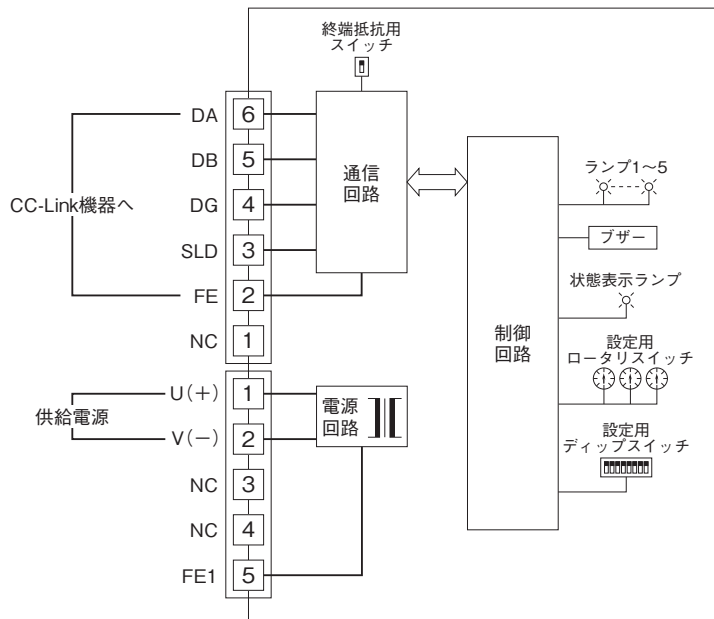 終端抵抗用
スイッチ
DA 6
DB 5
DG 4
SLD 3
FE 2
NC 1
CC-Link機器へ
通信
回路
制御
回路
ランプ1～5
ブザー
状態表示ランプ
設定用
ロータリスイッチ
設定用
ディップスイッチ
U(+) 1
V(−) 2
NC 3
NC 4
FE1 5
供給電源
電源
回路